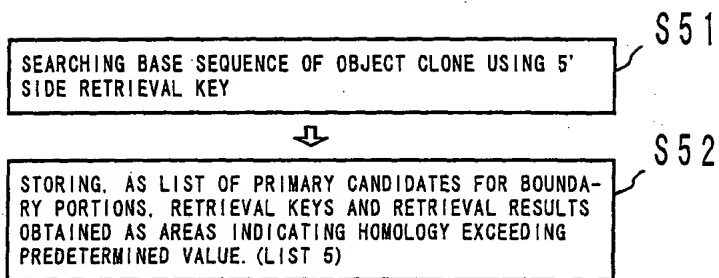 S51
SEARCHING BASE SEQUENCE OF OBJECT CLONE USING 5'
SIDE RETRIEVAL KEY
S52
STORING, AS LIST OF PRIMARY CANDIDATES FOR BOUNDA-
RY PORTIONS, RETRIEVAL KEYS AND RETRIEVAL RESULTS
OBTAINED AS AREAS INDICATING HOMOLOGY EXCEEDING
PREDETERMINED VALUE. (LIST 5)